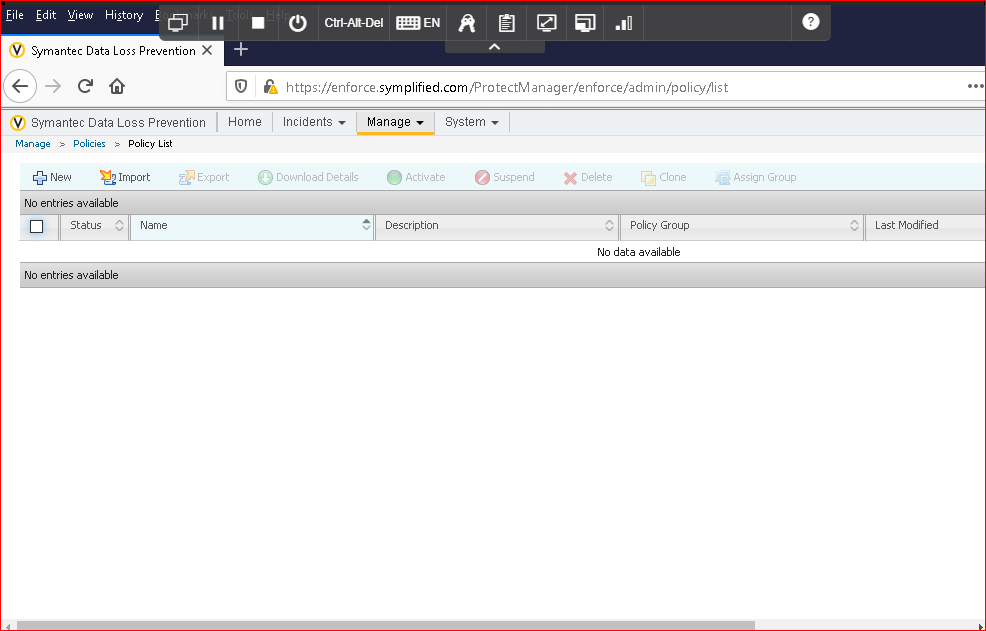 File Edit View History Bookmarks Tools Help
Ctrl-Alt-Del EN
Symantec Data Loss Prevention
https://enforce.symplified.com/ProtectManager/enforce/admin/policy/list
Symantec Data Loss Prevention Home Incidents Manage System
Manage > Policies > Policy List
New Import Export Download Details Activate Suspend Delete Clone Assign Group
No entries available
Status Name Description Policy Group Last Modified
No data available
No entries available